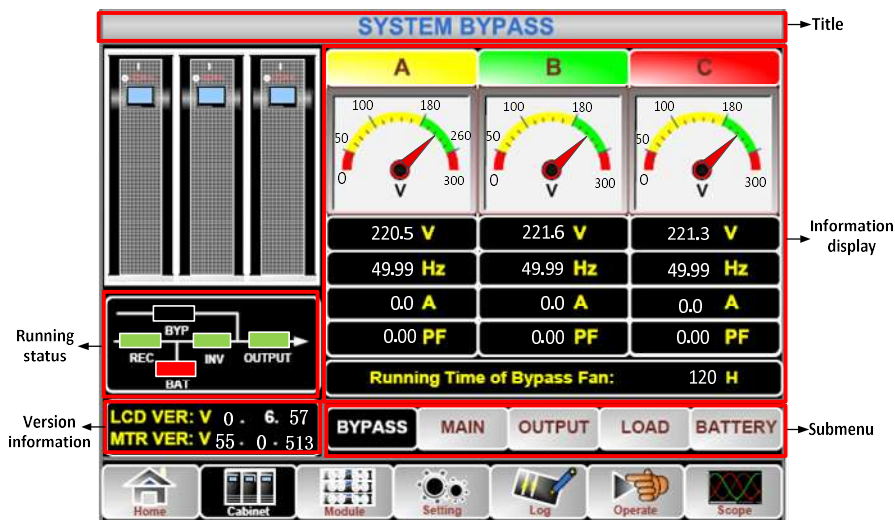 SYSTEM BYPASS
Title
A B C
100 180 100 180 100 180
50 260 50 50
0 300 0 300 0 300
V V V
220.5 V 221.6 V 221.3 V
49.99 Hz 49.99 Hz 49.99 Hz
0.0 A 0.0 A 0.0 A
0.00 PF 0.00 PF 0.00 PF
Running Time of Bypass Fan: 120 H
Information
display
Running
status
BYP
REC INV OUTPUT
BAT
Version
information
LCD VER: V 0 . 6. 57
MTR VER: V 55 . 0 . 513
BYPASS MAIN OUTPUT LOAD BATTERY
Submenu
Home Cabinet Module Setting Log Operate Scope